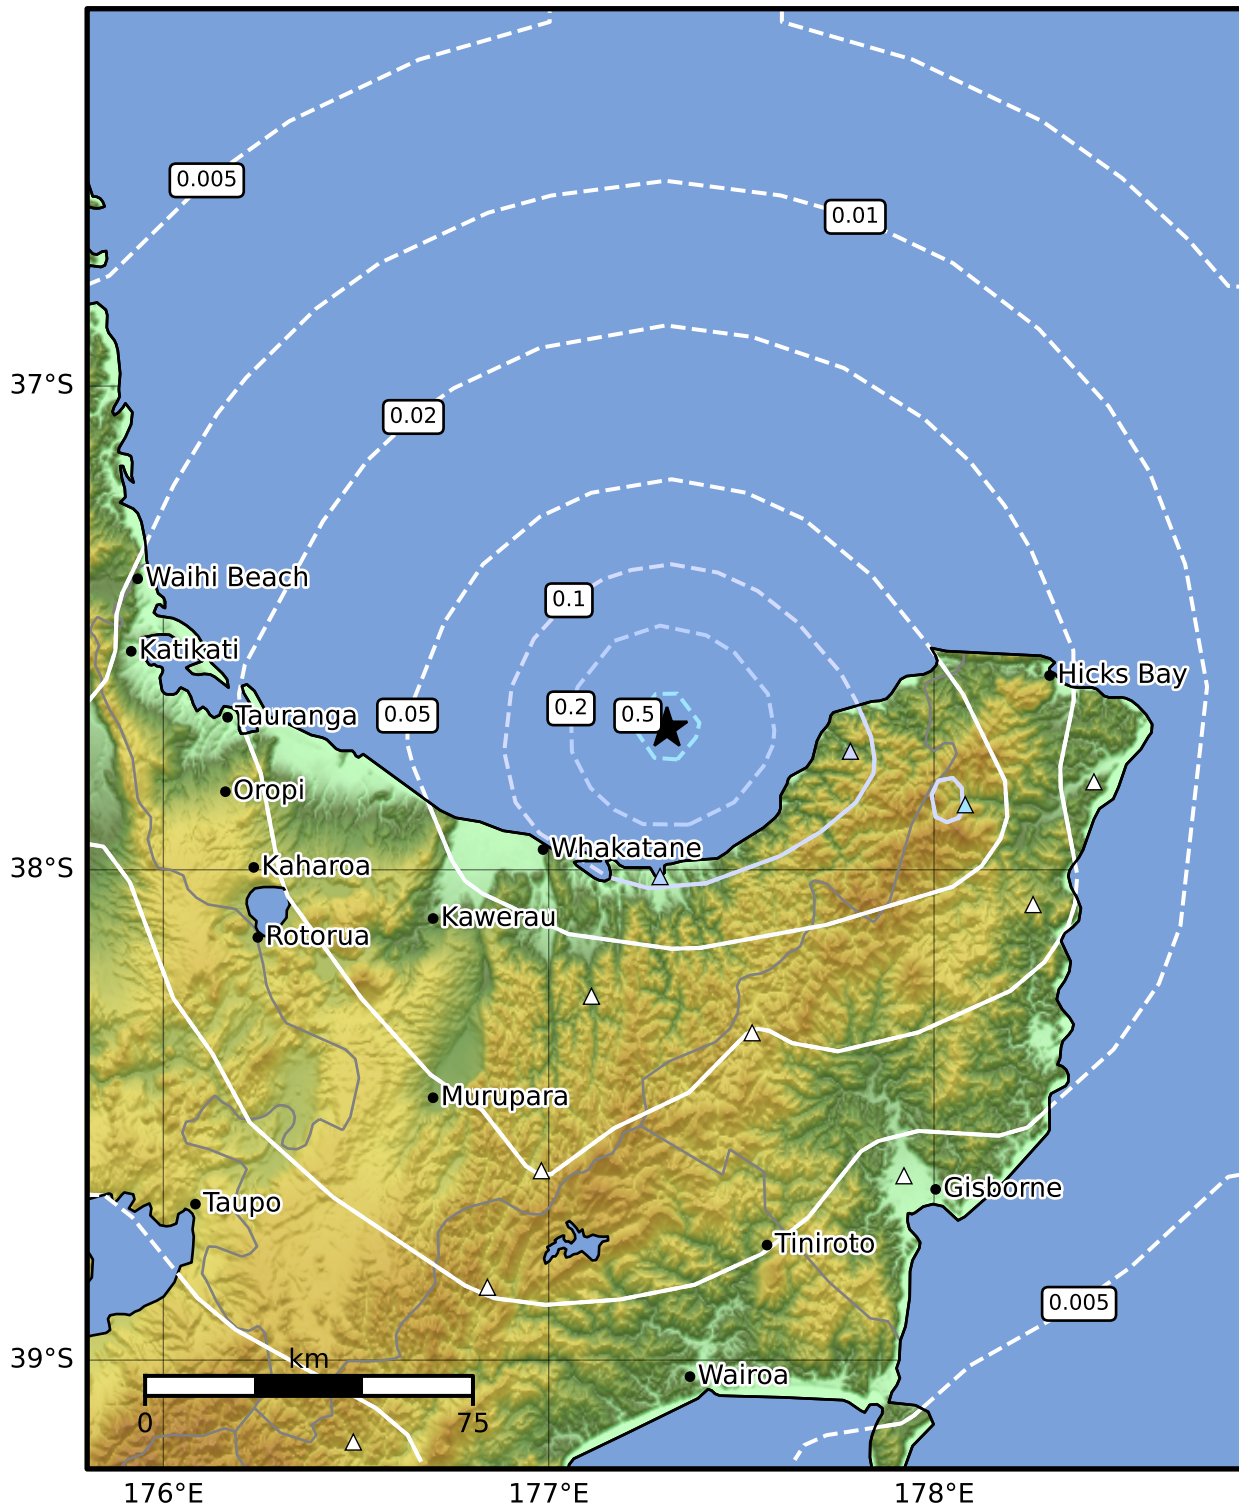 0.005
0.01
37°S
0.02
Waihi Beach
0.1
Katikati
Hicks Bay
0.2
0.5
0.05
Tauranga
Oropi
Whakatane
Kaharoa
38°S
Kawerau
Rotorua
Murupara
Gisborne
Taupo
Tiniroto
0.005
39°S
km
Wairoa
0
75
176°E
177°E
178°E